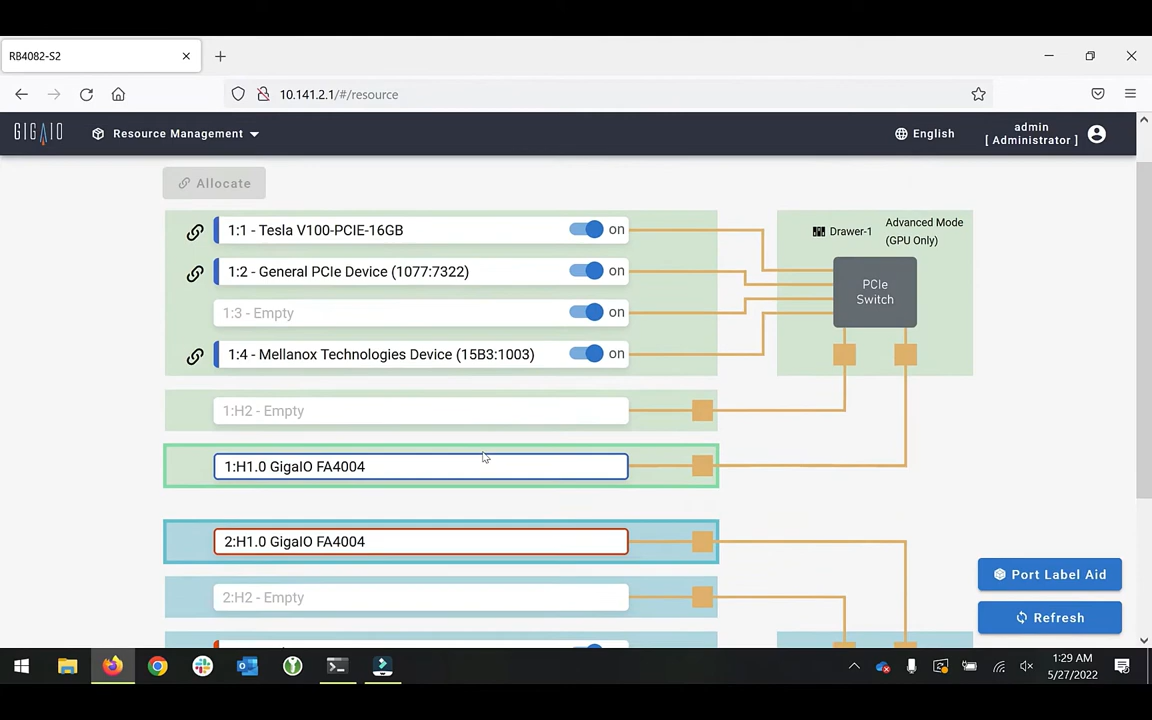 RB4082-S2
10.141.2.1/#/resource
GIGAIO
Resource Management
English
admin
[ Administrator ]
Allocate
1:1 - Tesla V100-PCIE-16GB
on
1:2 - General PCIe Device (1077:7322)
on
1:3 - Empty
on
1:4 - Mellanox Technologies Device (15B3:1003)
on
Drawer-1
Advanced Mode
(GPU Only)
PCIe
Switch
1:H2 - Empty
1:H1.0 GigaIO FA4004
2:H1.0 GigaIO FA4004
2:H2 - Empty
Port Label Aid
Refresh
1:29 AM
5/27/2022